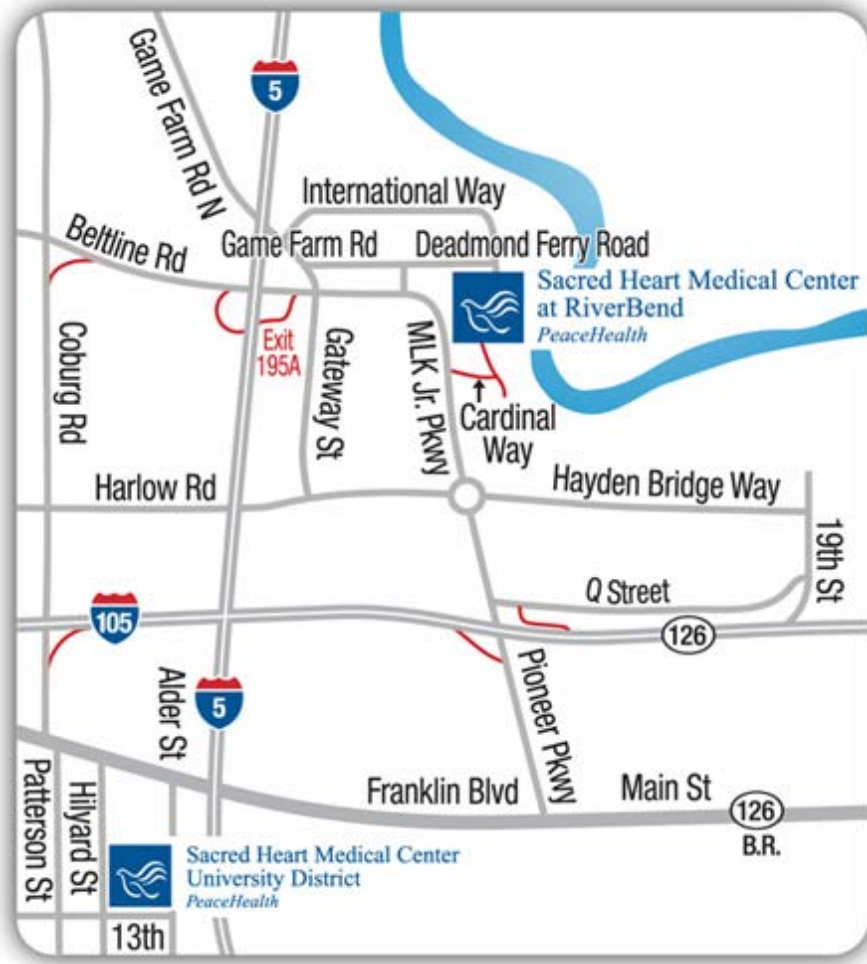 Game Farm Rd N
5
International Way
Beltline Rd
Game Farm Rd
Deadmond Ferry Road
Sacred Heart Medical Center
at RiverBend
PeaceHealth
Exit
195A
Coburg Rd
Gateway St
MLK Jr. Pkwy
Cardinal
Way
Harlow Rd
Hayden Bridge Way
19th St
Q Street
105
126
Alder St
5
Pioneer Pkwy
Patterson St
Hilyard St
Franklin Blvd
Main St
126
B.R.
Sacred Heart Medical Center
University District
PeaceHealth
13th